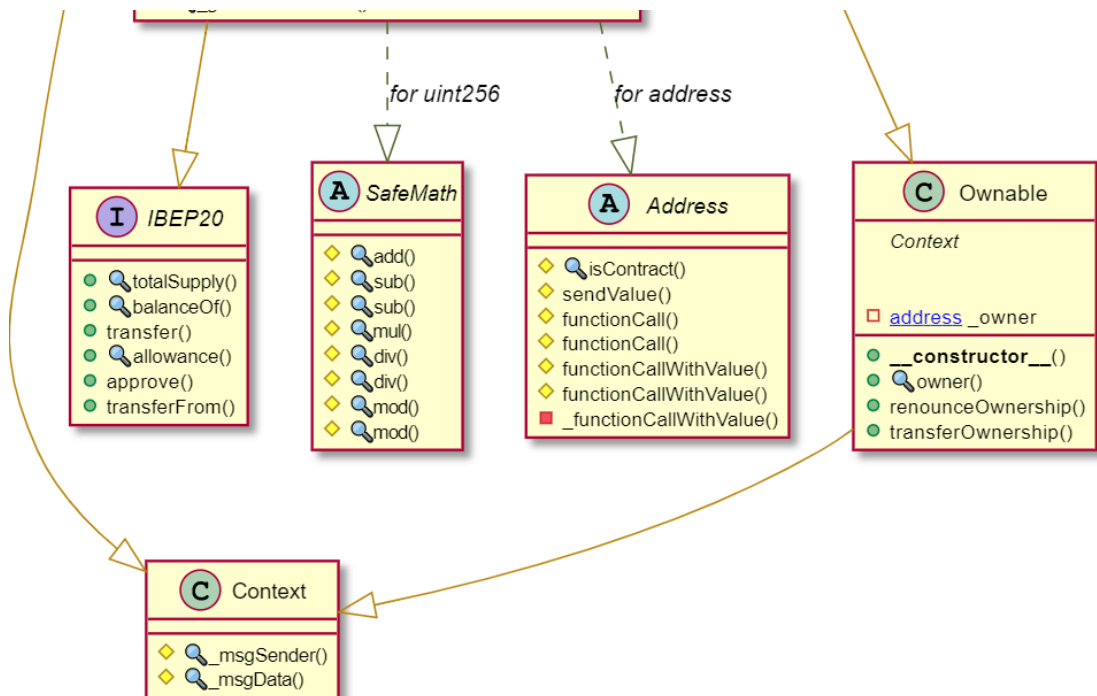 for uint256
for address
I IBEP20
totalSupply()
balanceOf()
transfer()
allowance()
approve()
transferFrom()
A SafeMath
add()
sub()
sub()
mul()
div()
div()
mod()
mod()
A Address
isContract()
sendValue()
functionCall()
functionCall()
functionCallWithValue()
functionCallWithValue()
_functionCallWithValue()
C Ownable
Context
address _owner
__constructor__()
owner()
renounceOwnership()
transferOwnership()
C Context
_msgSender()
_msgData()